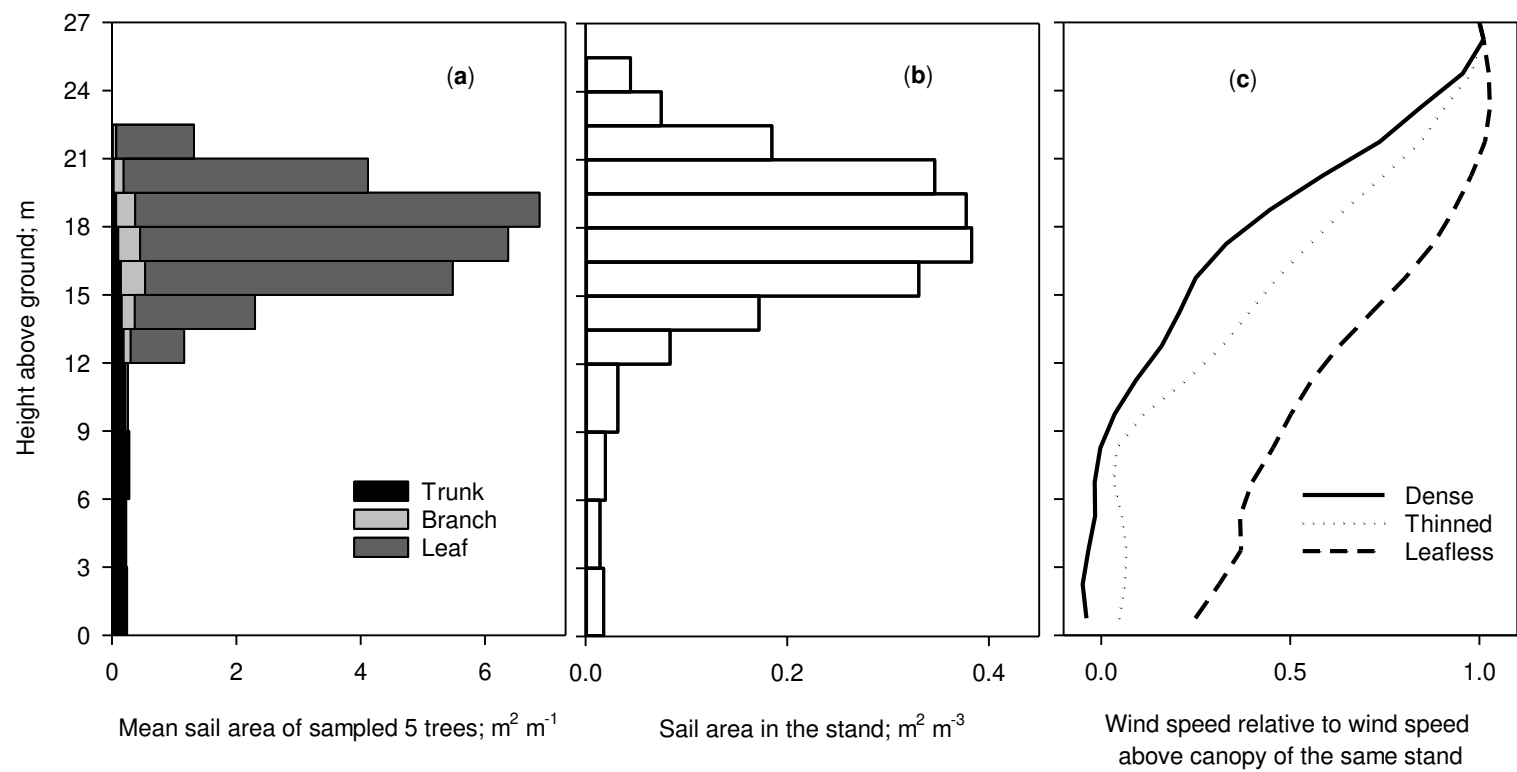 27
24
21
18
15
12
9
6
3
0
Height above ground; m
(a)
Trunk
Branch
Leaf
0 2 4 6
Mean sail area of sampled 5 trees; m² m⁻¹
(b)
0.0 0.2 0.4
Sail area in the stand; m² m⁻³
(c)
Dense
Thinned
Leafless
0.0 0.5 1.0
Wind speed relative to wind speed
above canopy of the same stand